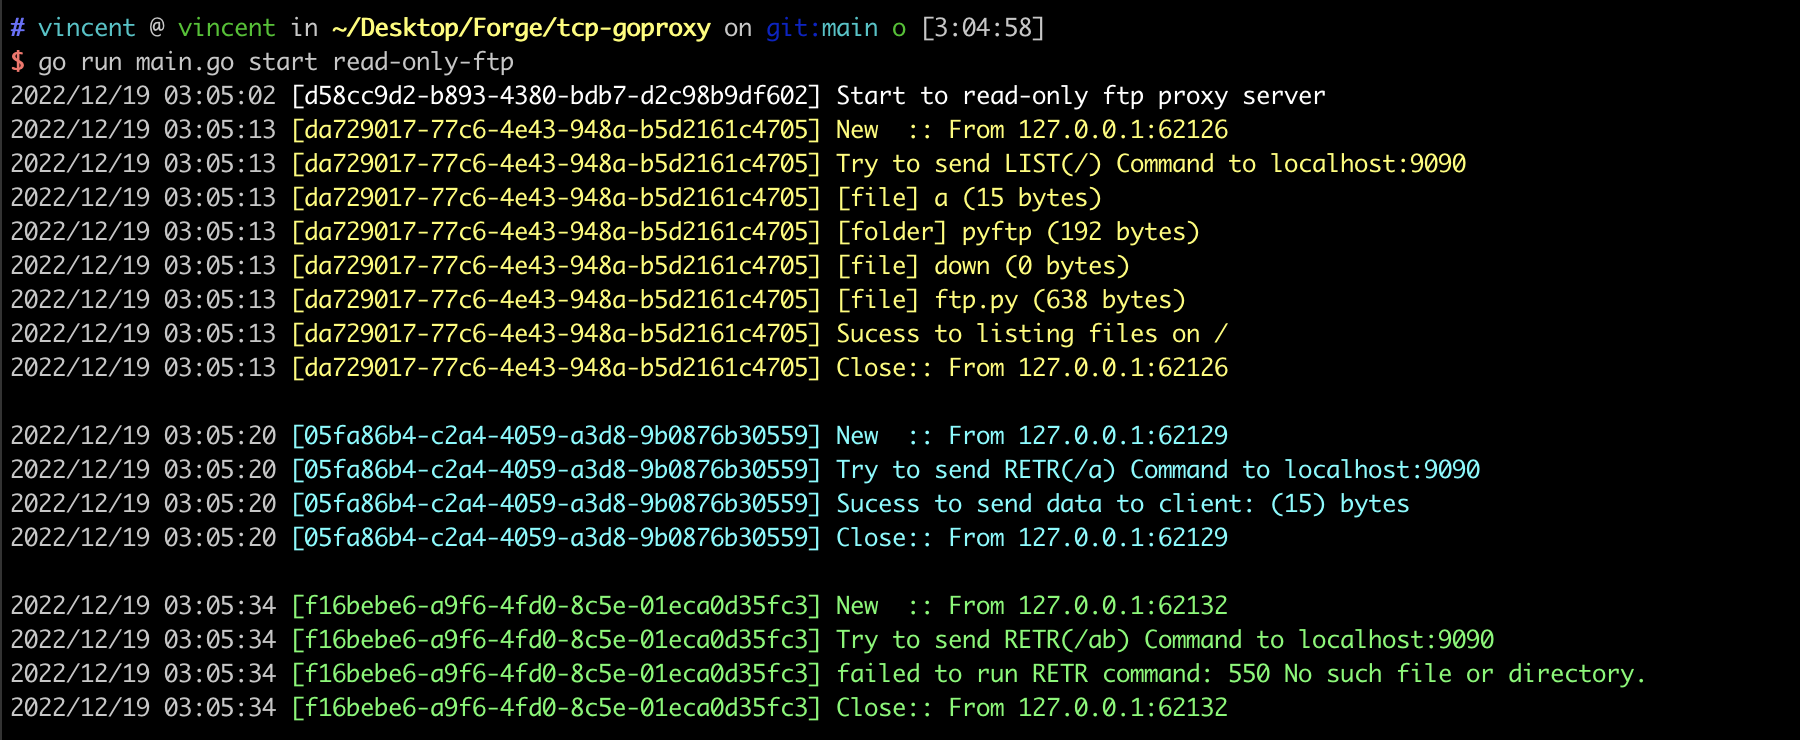 # vincent @ vincent in ~/Desktop/Forge/tcp-goproxy on git:main o [3:04:58]
$ go run main.go start read-only-ftp
2022/12/19 03:05:02 [d58cc9d2-b893-4380-bdb7-d2c98b9df602] Start to read-only ftp proxy server
2022/12/19 03:05:13 [da729017-77c6-4e43-948a-b5d2161c4705] New  :: From 127.0.0.1:62126
2022/12/19 03:05:13 [da729017-77c6-4e43-948a-b5d2161c4705] Try to send LIST(/) Command to localhost:9090
2022/12/19 03:05:13 [da729017-77c6-4e43-948a-b5d2161c4705] [file] a (15 bytes)
2022/12/19 03:05:13 [da729017-77c6-4e43-948a-b5d2161c4705] [folder] pyftp (192 bytes)
2022/12/19 03:05:13 [da729017-77c6-4e43-948a-b5d2161c4705] [file] down (0 bytes)
2022/12/19 03:05:13 [da729017-77c6-4e43-948a-b5d2161c4705] [file] ftp.py (638 bytes)
2022/12/19 03:05:13 [da729017-77c6-4e43-948a-b5d2161c4705] Sucess to listing files on /
2022/12/19 03:05:13 [da729017-77c6-4e43-948a-b5d2161c4705] Close:: From 127.0.0.1:62126
2022/12/19 03:05:20 [05fa86b4-c2a4-4059-a3d8-9b0876b30559] New  :: From 127.0.0.1:62129
2022/12/19 03:05:20 [05fa86b4-c2a4-4059-a3d8-9b0876b30559] Try to send RETR(/a) Command to localhost:9090
2022/12/19 03:05:20 [05fa86b4-c2a4-4059-a3d8-9b0876b30559] Sucess to send data to client: (15) bytes
2022/12/19 03:05:20 [05fa86b4-c2a4-4059-a3d8-9b0876b30559] Close:: From 127.0.0.1:62129
2022/12/19 03:05:34 [f16bebe6-a9f6-4fd0-8c5e-01eca0d35fc3] New  :: From 127.0.0.1:62132
2022/12/19 03:05:34 [f16bebe6-a9f6-4fd0-8c5e-01eca0d35fc3] Try to send RETR(/ab) Command to localhost:9090
2022/12/19 03:05:34 [f16bebe6-a9f6-4fd0-8c5e-01eca0d35fc3] failed to run RETR command: 550 No such file or directory.
2022/12/19 03:05:34 [f16bebe6-a9f6-4fd0-8c5e-01eca0d35fc3] Close:: From 127.0.0.1:62132